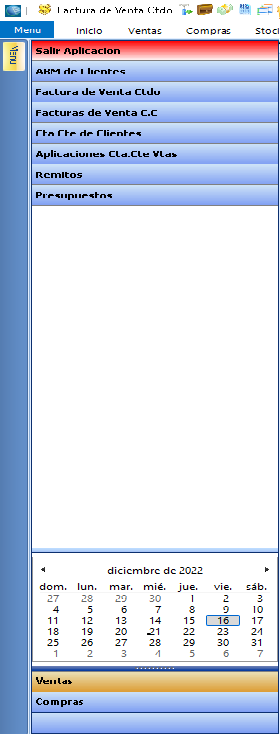 Factura de Venta Ctdo
Menu Inicio Ventas Compras Stoc
Menu
Salir Aplicacion
ABM de Clientes
Factura de Venta Ctdo
Facturas de Venta C.C
Cta Cte de Clientes
Aplicaciones Cta.Cte Vtas
Remitos
Presupuestos
diciembre de 2022
dom. lun. mar. mié. jue. vie. sáb.
27 28 29 30 1 2 3
4 5 6 7 8 9 10
11 12 13 14 15 16 17
18 19 20 21 22 23 24
25 26 27 28 29 30 31
1 2 3 4 5 6 7
Ventas
Compras